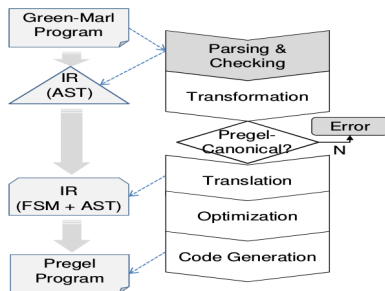 Green-Marl
Program
IR
(AST)
IR
(FSM + AST)
Pregel
Program
Parsing &
Checking
Transformation
Pregel-
Canonical?
Error
N
Translation
Optimization
Code Generation